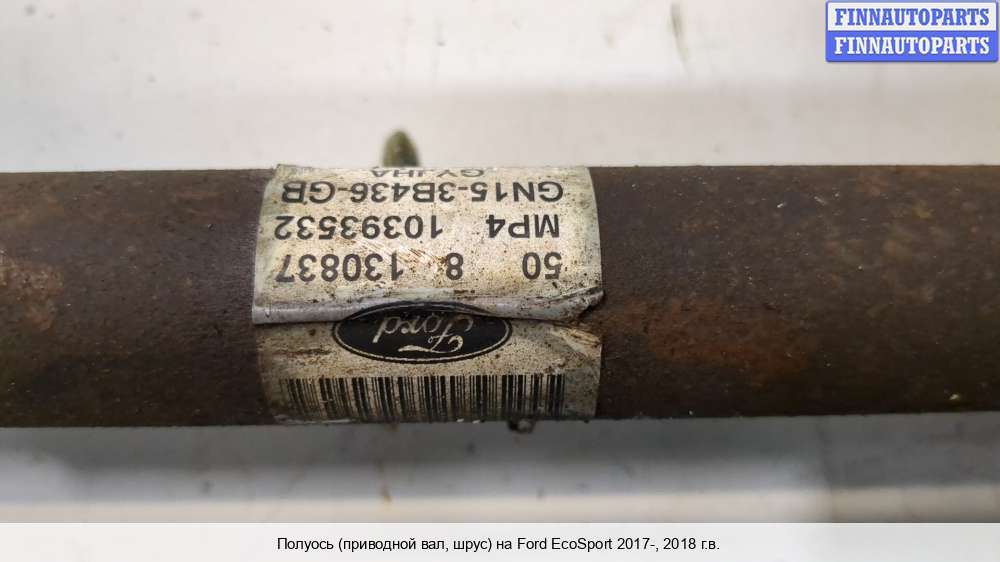 FINNAUTOPARTS
FINNAUTOPARTS
Ford
50 8 130837
MP4 10393532
GN15-3B436-GB
Полуось (приводной вал, шрус) на Ford EcoSport 2017-, 2018 г.в.